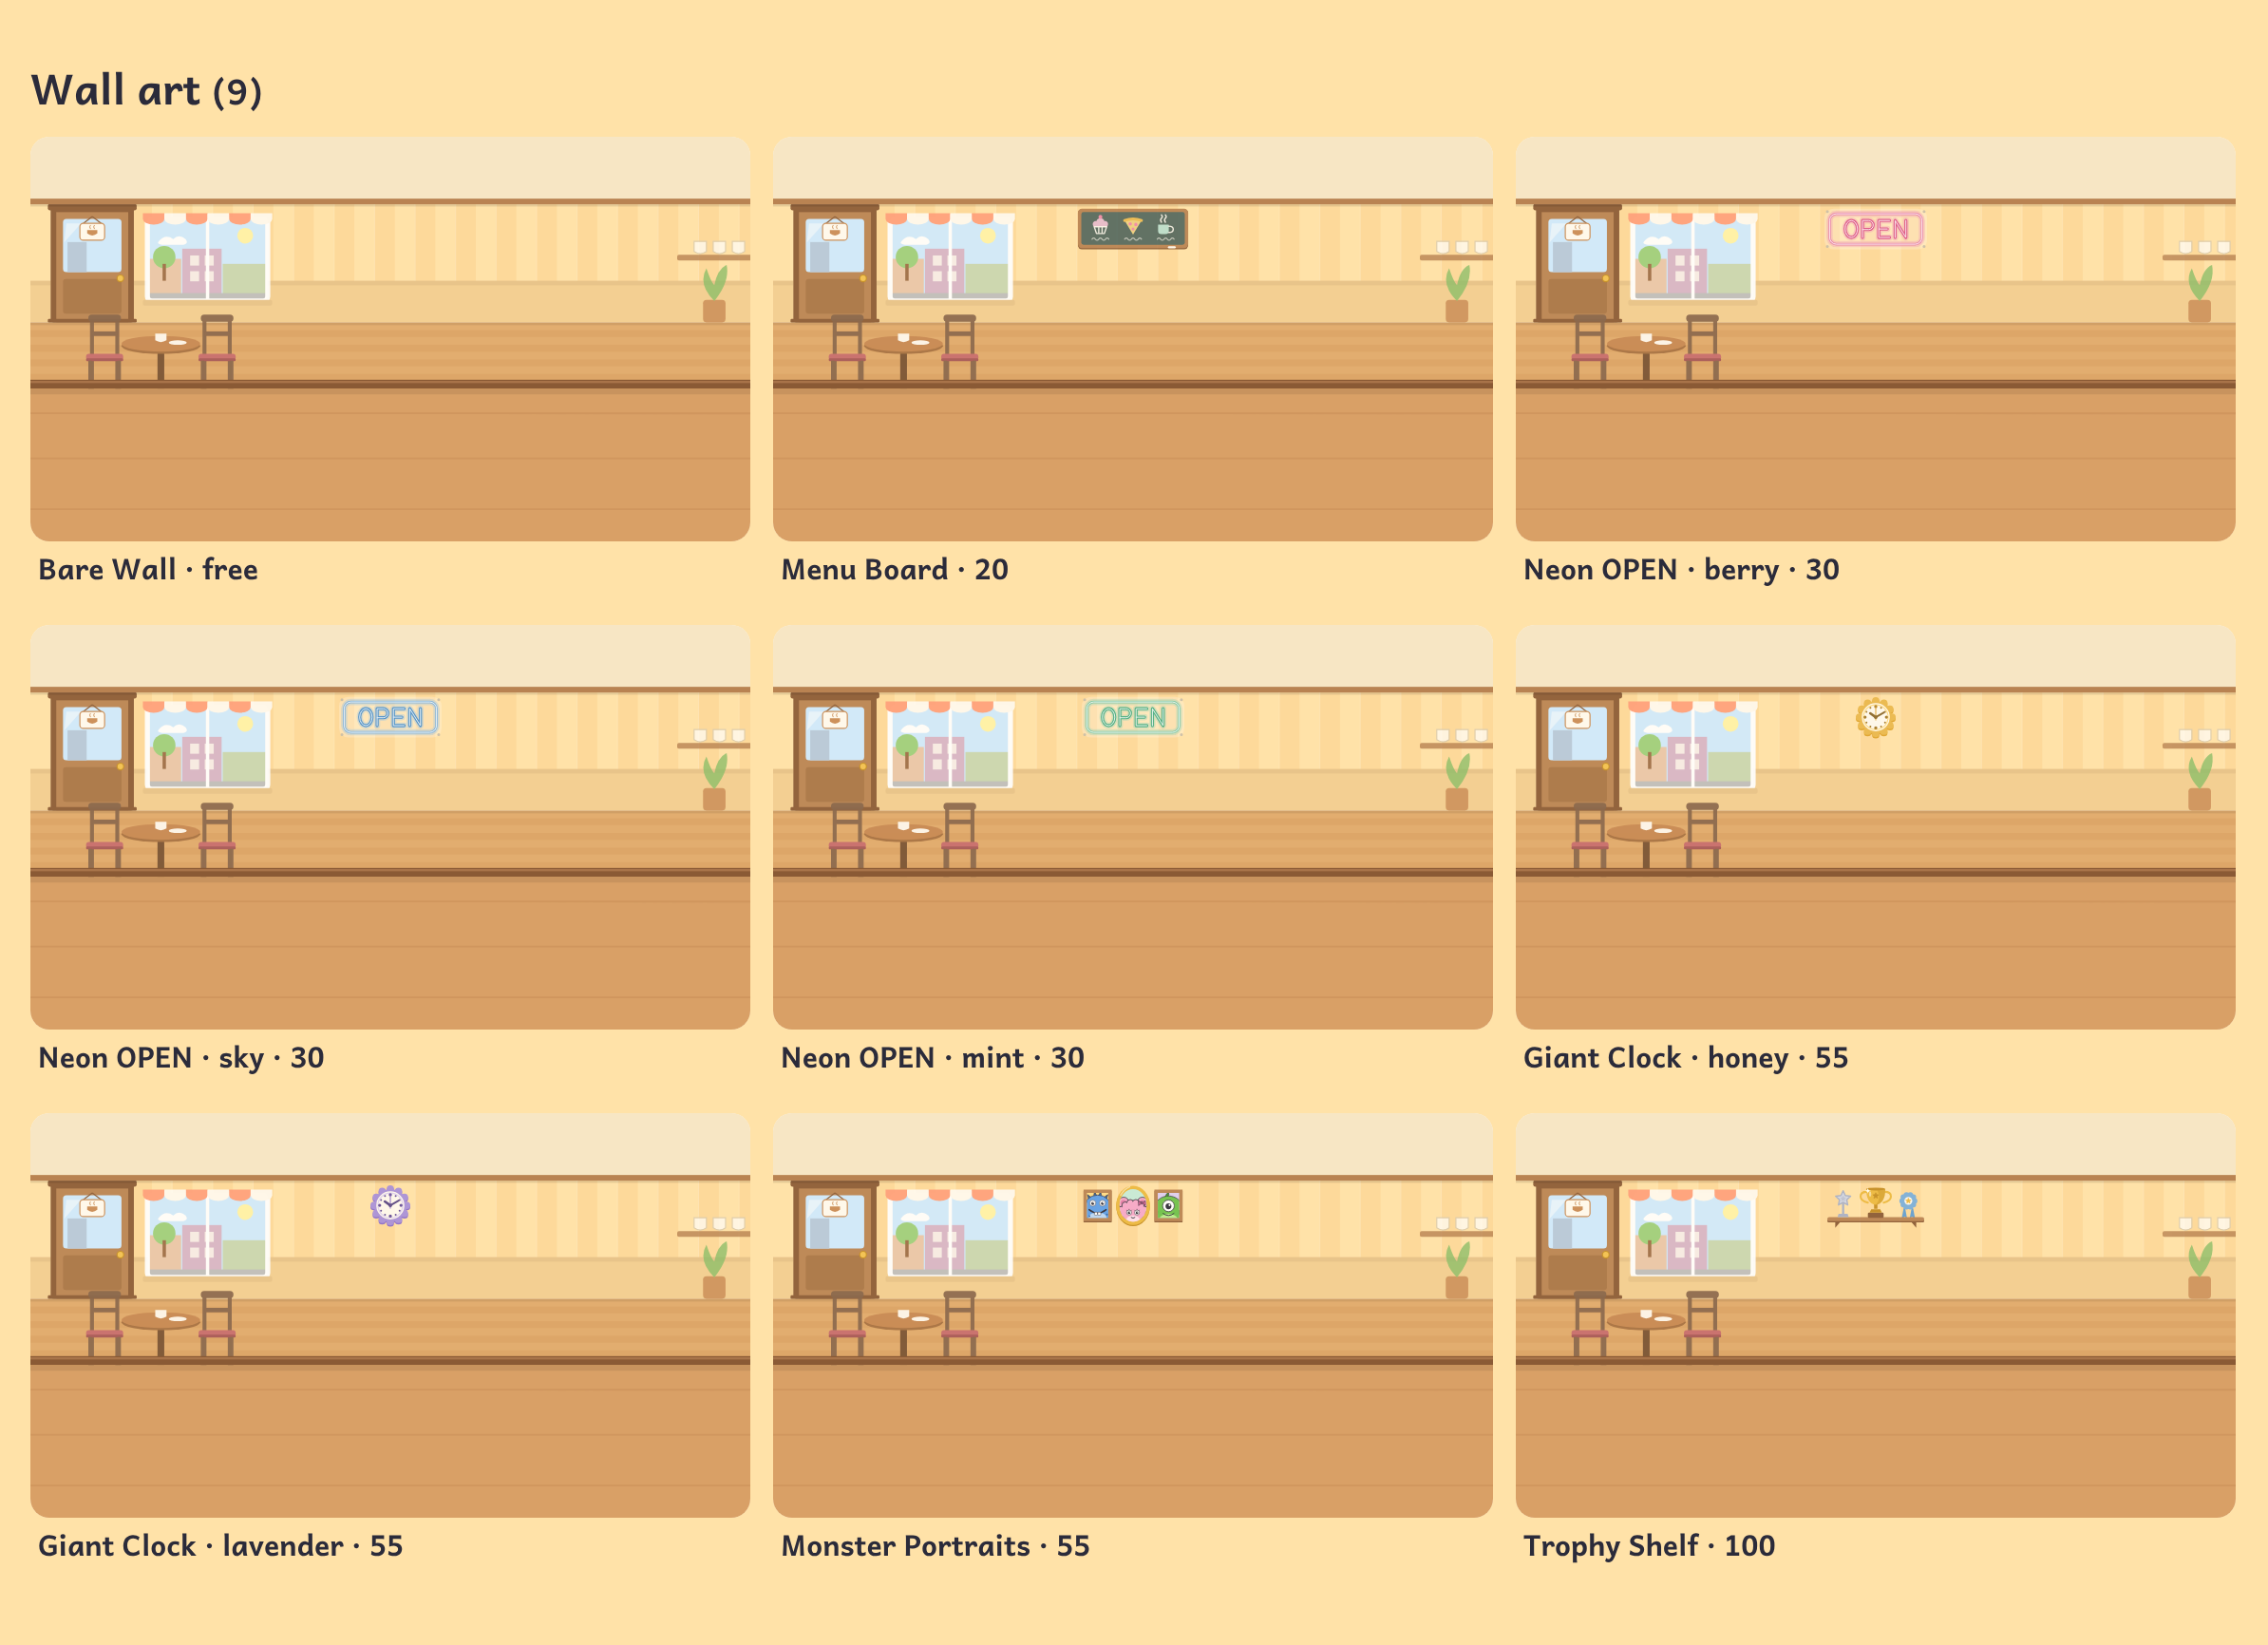 Wall art (9)
Bare Wall · free
Menu Board · 20
OPEN
Neon OPEN · berry · 30
OPEN
Neon OPEN · sky · 30
OPEN
Neon OPEN · mint · 30
Giant Clock · honey · 55
Giant Clock · lavender · 55
Monster Portraits · 55
Trophy Shelf · 100